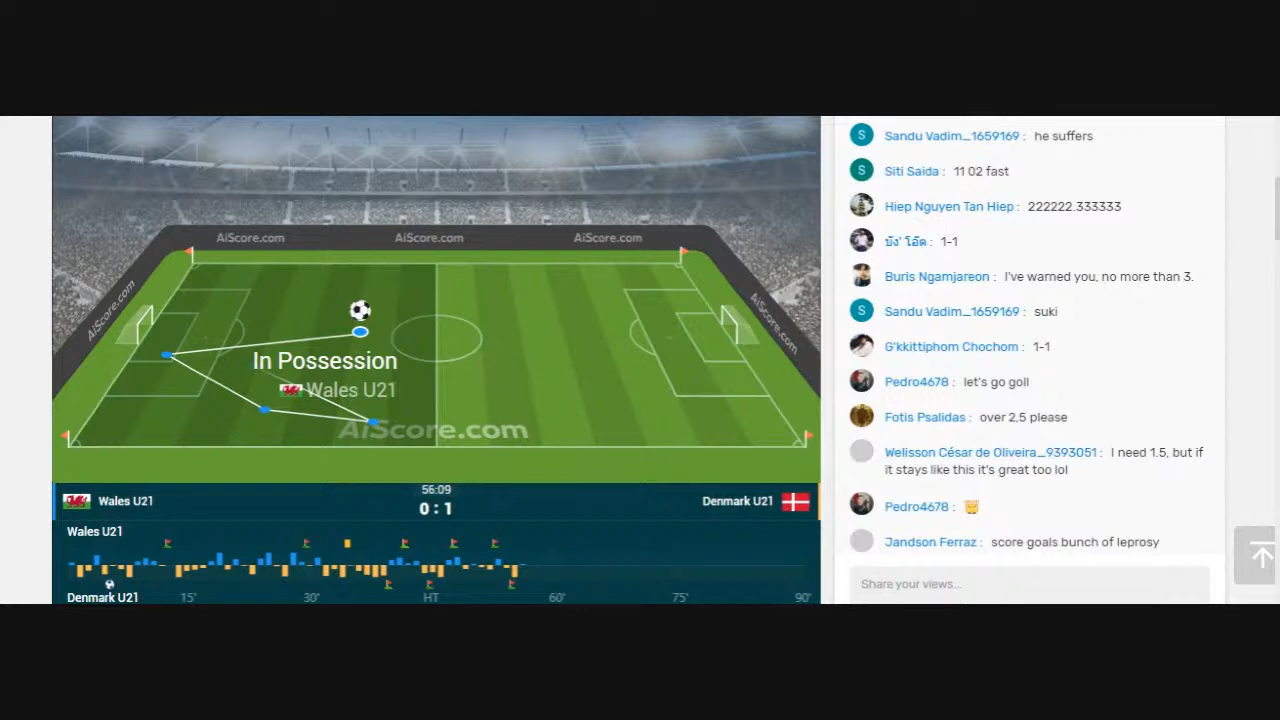 AiScore.com AiScore.com AiScore.com
AiScore.com
AiScore.com
In Possession
Wales U21
AiScore.com
Wales U21
56:09
0 : 1
Denmark U21
Wales U21
Denmark U21
15' 30' HT 60' 75' 90'
Sandu Vadim_1659169 : he suffers
Siti Saida : 11 02 fast
Hiep Nguyen Tan Hiep : 222222.333333
บัง' โอ๊ต : 1-1
Buris Ngamjareon : I've warned you, no more than 3.
Sandu Vadim_1659169 : suki
G'kkittiphom Chochom : 1-1
Pedro4678 : let's go goll
Fotis Psalidas : over 2,5 please
Welisson César de Oliveira_9393051 : I need 1.5, but if
it stays like this it's great too lol
Pedro4678 :
Jandson Ferraz : score goals bunch of leprosy
Share your views...